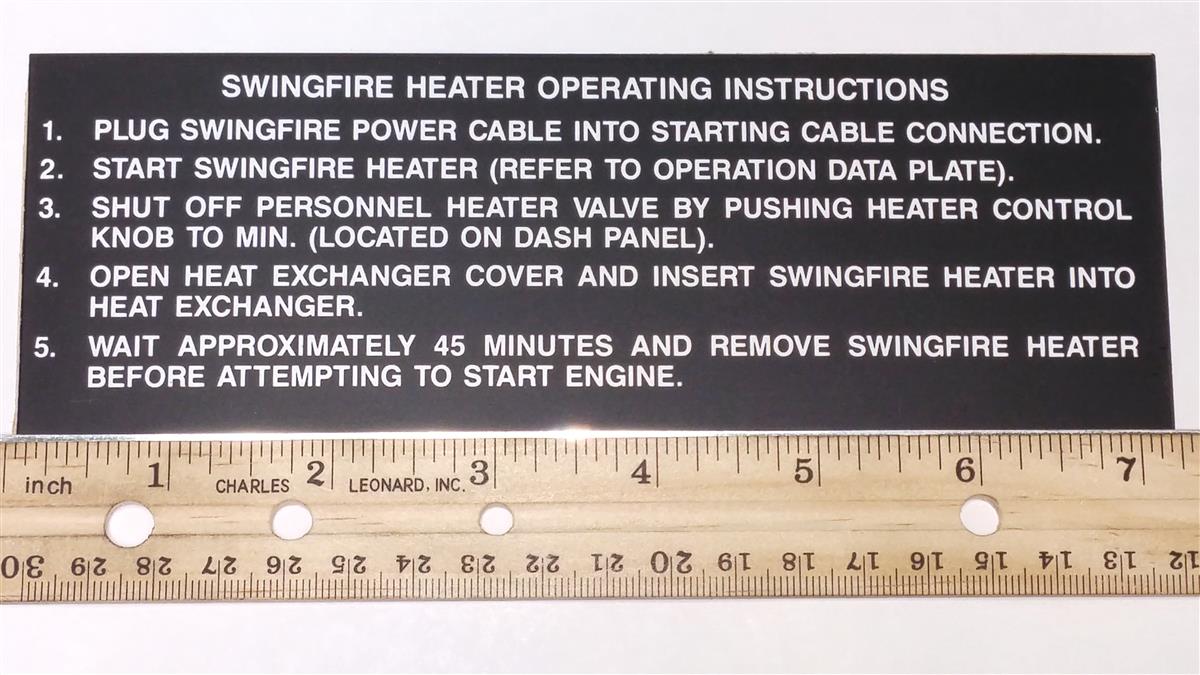 SWINGFIRE HEATER OPERATING INSTRUCTIONS
1. PLUG SWINGFIRE POWER CABLE INTO STARTING CABLE CONNECTION.
2. START SWINGFIRE HEATER (REFER TO OPERATION DATA PLATE).
3. SHUT OFF PERSONNEL HEATER VALVE BY PUSHING HEATER CONTROL
KNOB TO MIN. (LOCATED ON DASH PANEL).
4. OPEN HEAT EXCHANGER COVER AND INSERT SWINGFIRE HEATER INTO
HEAT EXCHANGER.
5. WAIT APPROXIMATELY 45 MINUTES AND REMOVE SWINGFIRE HEATER
BEFORE ATTEMPTING TO START ENGINE.
inch 1 CHARLES 2 LEONARD, INC. 3 4 5 6 7
30 29 28 27 26 25 24 23 22 21 20 19 18 17 16 15 14 13 12